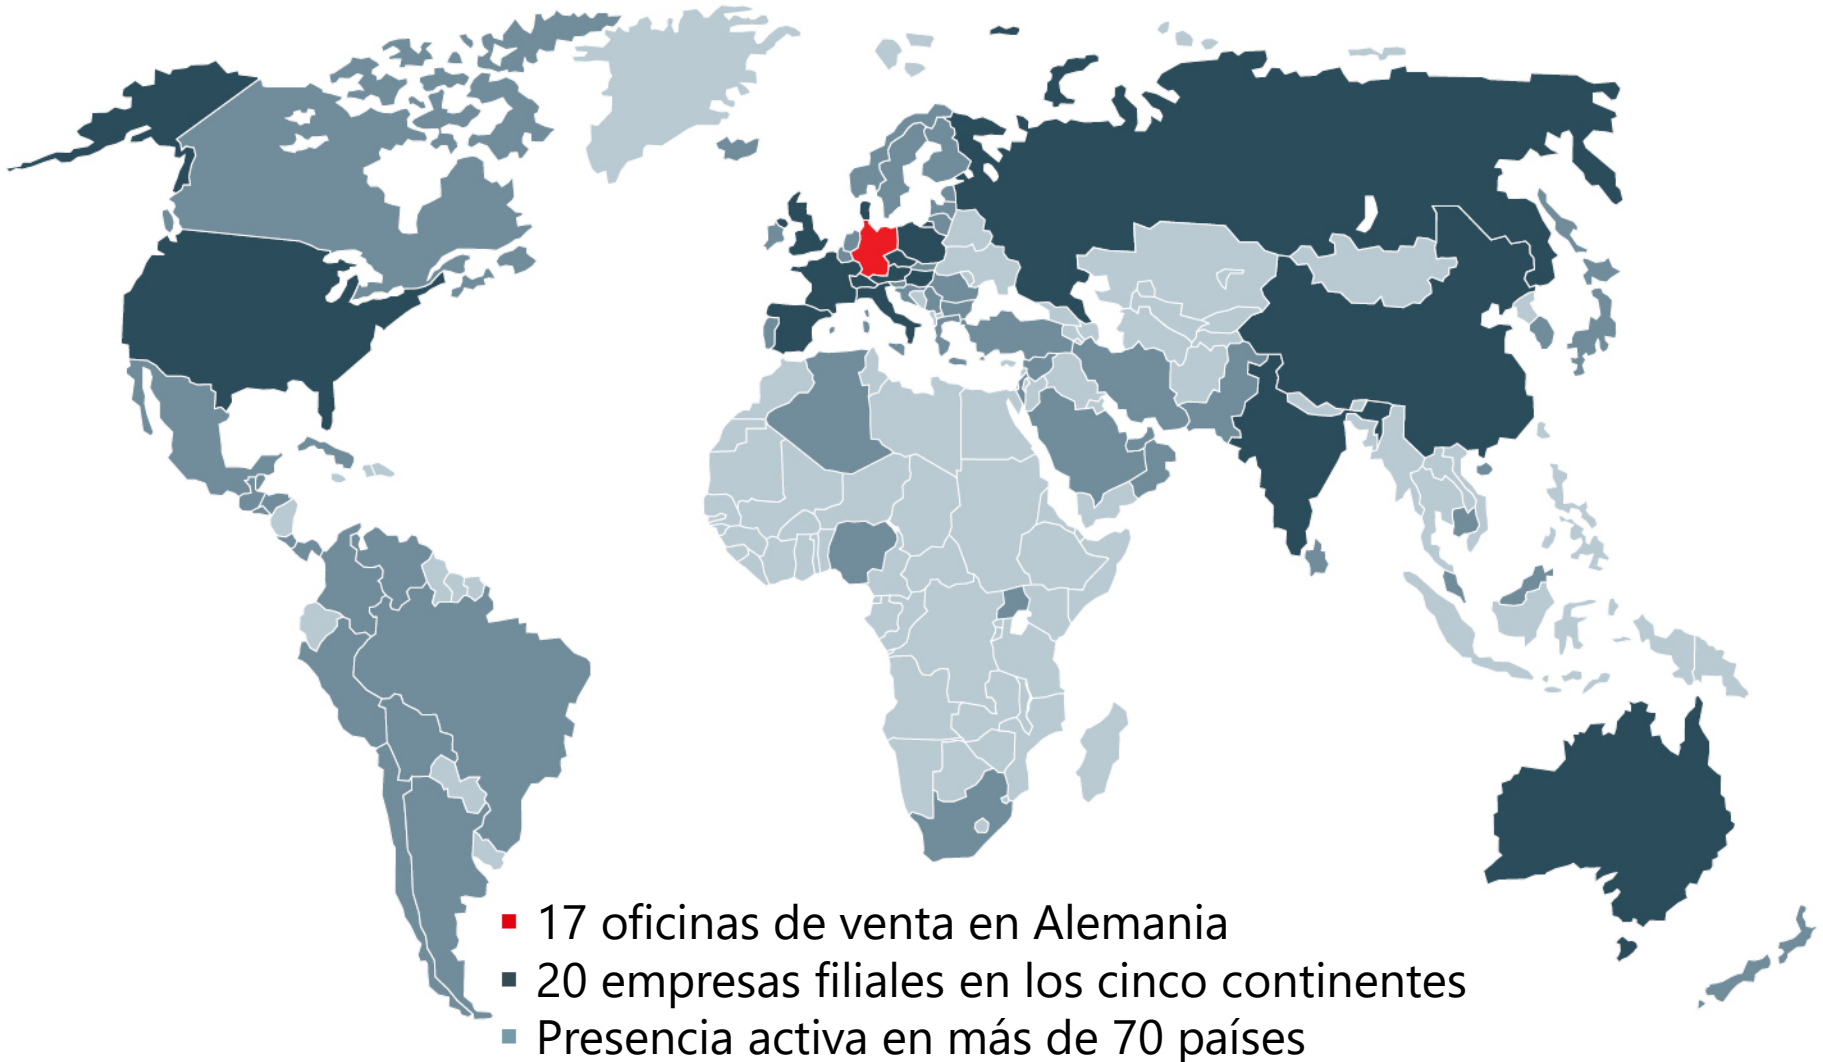 17 oficinas de venta en Alemania
20 empresas filiales en los cinco continentes
Presencia activa en más de 70 países